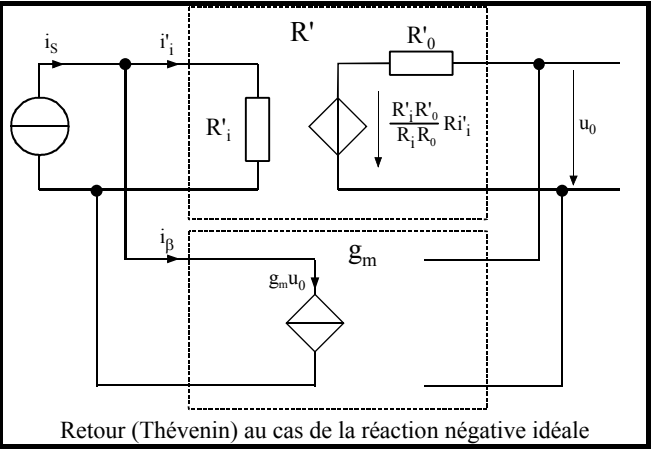 R'
i_S
i'_i
R'_0
R'_i
R'_iR'_0 / R_iR_0 Ri'_i
u_0
i_β
g_m
g_mu_0
Retour (Thévenin) au cas de la réaction négative idéale